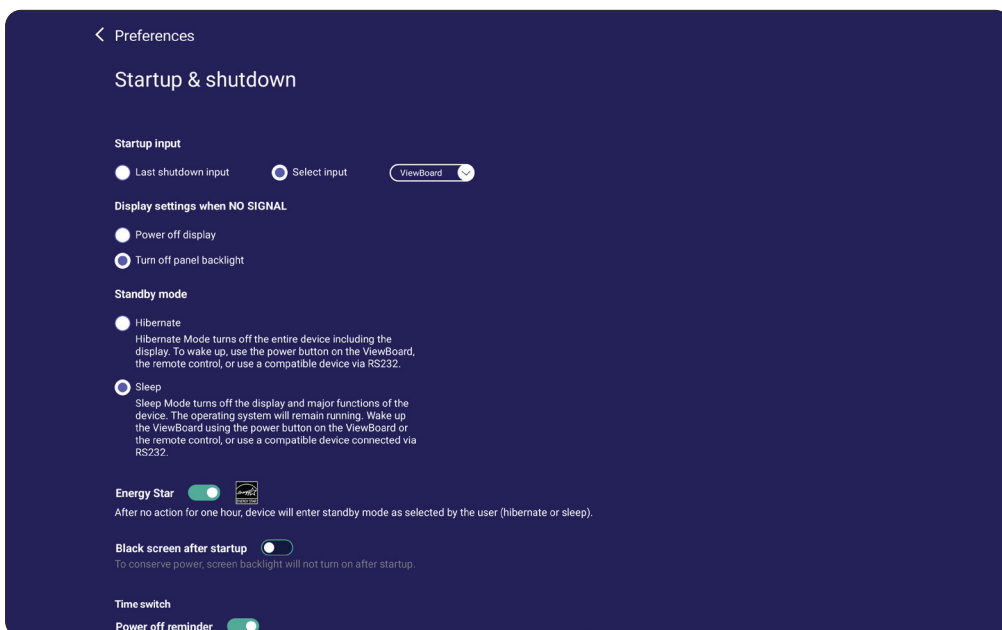 Preferences
Startup & shutdown
Startup input
Last shutdown input Select input ViewBoard
Display settings when NO SIGNAL
Power off display
Turn off panel backlight
Standby mode
Hibernate
Hibernate Mode turns off the entire device including the
display. To wake up, use the power button on the ViewBoard,
the remote control, or use a compatible device via RS232.
Sleep
Sleep Mode turns off the display and major functions of the
device. The operating system will remain running. Wake up
the ViewBoard using the power button on the ViewBoard or
the remote control, or use a compatible device connected via
RS232.
Energy Star ENERGY STAR
After no action for one hour, device will enter standby mode as selected by the user (hibernate or sleep).
Black screen after startup
To conserve power, screen backlight will not turn on after startup.
Time switch
Power off reminder